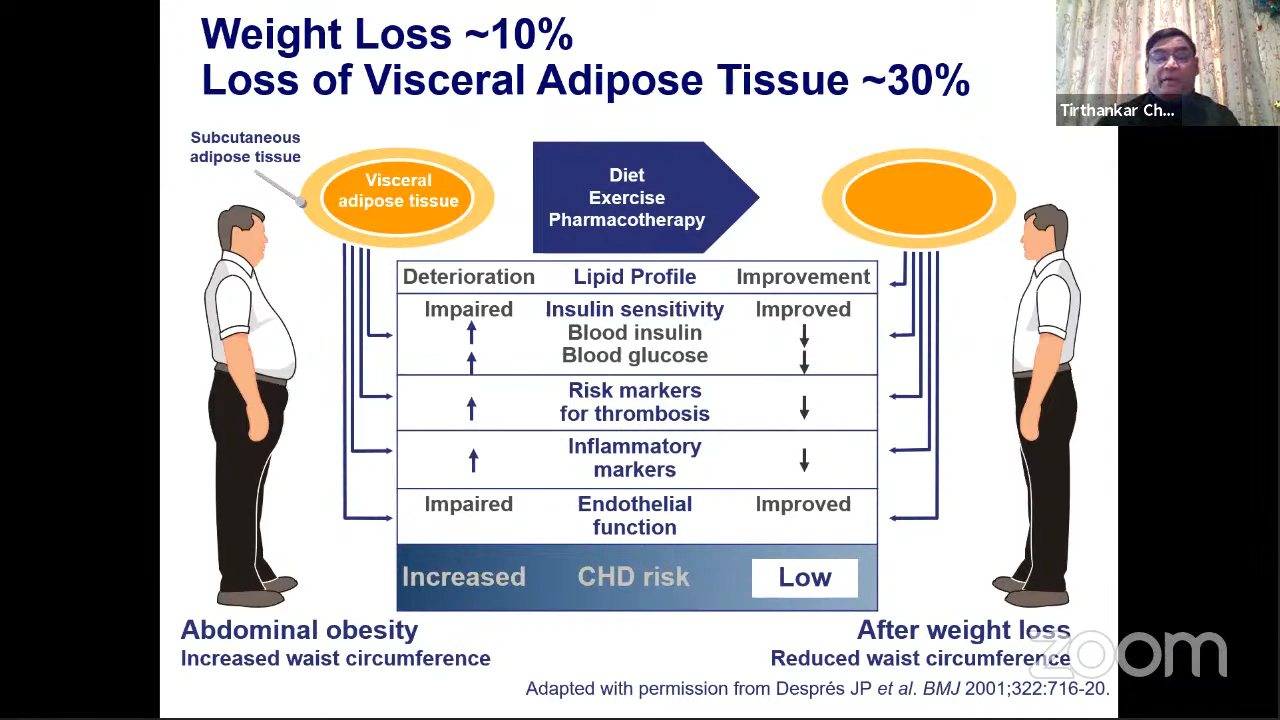 Weight Loss ~10%
Loss of Visceral Adipose Tissue ~30%
Tirthankar Ch...
Subcutaneous
adipose tissue
Visceral
adipose tissue
Diet
Exercise
Pharmacotherapy
Deterioration Lipid Profile Improvement
Impaired Insulin sensitivity Improved
Blood insulin
Blood glucose
Risk markers
for thrombosis
Inflammatory
markers
Impaired Endothelial Improved
function
Increased CHD risk Low
Abdominal obesity
Increased waist circumference
After weight loss
Reduced waist circumference
zoom
Adapted with permission from Després JP et al. BMJ 2001;322:716-20.